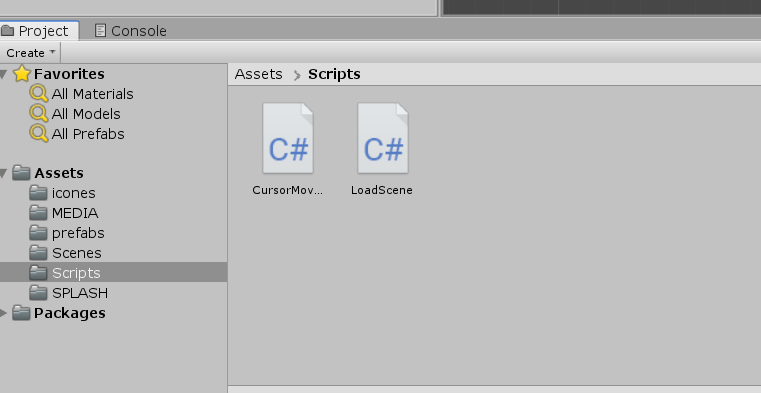 Project
Console
Create
Favorites
All Materials
All Models
All Prefabs
Assets
icones
MEDIA
prefabs
Scenes
Scripts
SPLASH
Packages
Assets > Scripts
C#
C#
CursorMov...
LoadScene